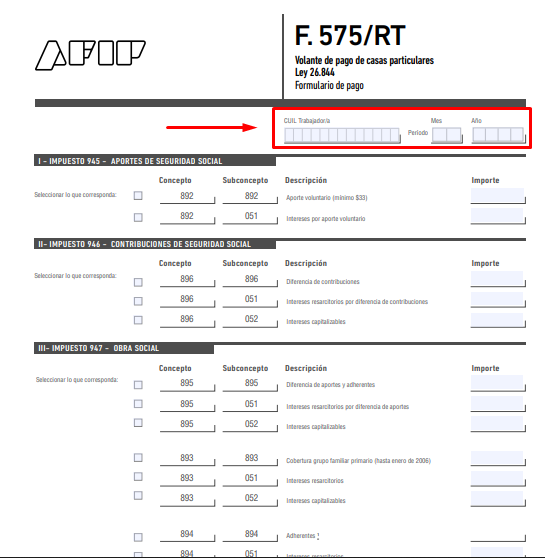 AFIP
F. 575/RT
Volante de pago de casas particulares
Ley 26.844
Formulario de pago
CUIL Trabajador/a
Período
Mes
Año
I - IMPUESTO 945 - APORTES DE SEGURIDAD SOCIAL
Concepto Subconcepto Descripción Importe
Seleccionar lo que corresponda: 892 892 Aporte voluntario (mínimo $33)
892 051 Intereses por aporte voluntario
II- IMPUESTO 946 - CONTRIBUCIONES DE SEGURIDAD SOCIAL
Concepto Subconcepto Descripción Importe
Seleccionar lo que corresponda: 896 896 Diferencia de contribuciones
896 051 Intereses resarcitorios por diferencia de contribuciones
896 052 Intereses capitalizables
III- IMPUESTO 947 - OBRA SOCIAL
Concepto Subconcepto Descripción Importe
Seleccionar lo que corresponda: 895 895 Diferencia de aportes y adherentes
895 051 Intereses resarcitorios por diferencia de aportes
895 052 Intereses capitalizables
893 893 Cobertura grupo familiar primario (hasta enero de 2006)
893 051 Intereses resarcitorios
893 052 Intereses capitalizables
894 894 Adherentes
894 051 Intereses resarcitorios